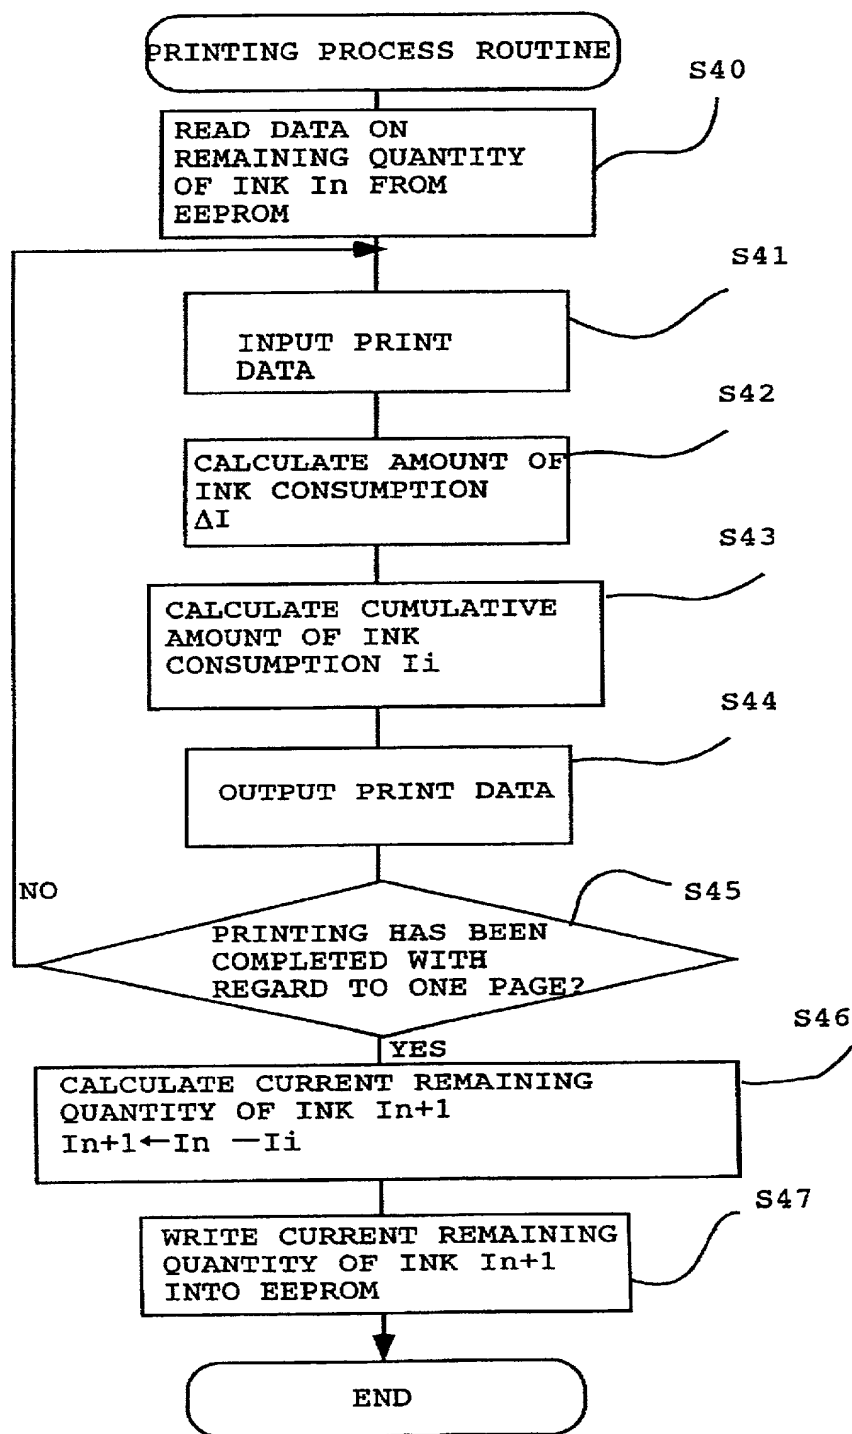 PRINTING PROCESS ROUTINE
S40
READ DATA ON
REMAINING QUANTITY
OF INK In FROM
EEPROM
S41
INPUT PRINT
DATA
S42
CALCULATE AMOUNT OF
INK CONSUMPTION
ΔI
S43
CALCULATE CUMULATIVE
AMOUNT OF INK
CONSUMPTION Ii
S44
OUTPUT PRINT DATA
NO
S45
PRINTING HAS BEEN
COMPLETED WITH
REGARD TO ONE PAGE?
YES
S46
CALCULATE CURRENT REMAINING
QUANTITY OF INK In+1
In+1←In —Ii
S47
WRITE CURRENT REMAINING
QUANTITY OF INK In+1
INTO EEPROM
END